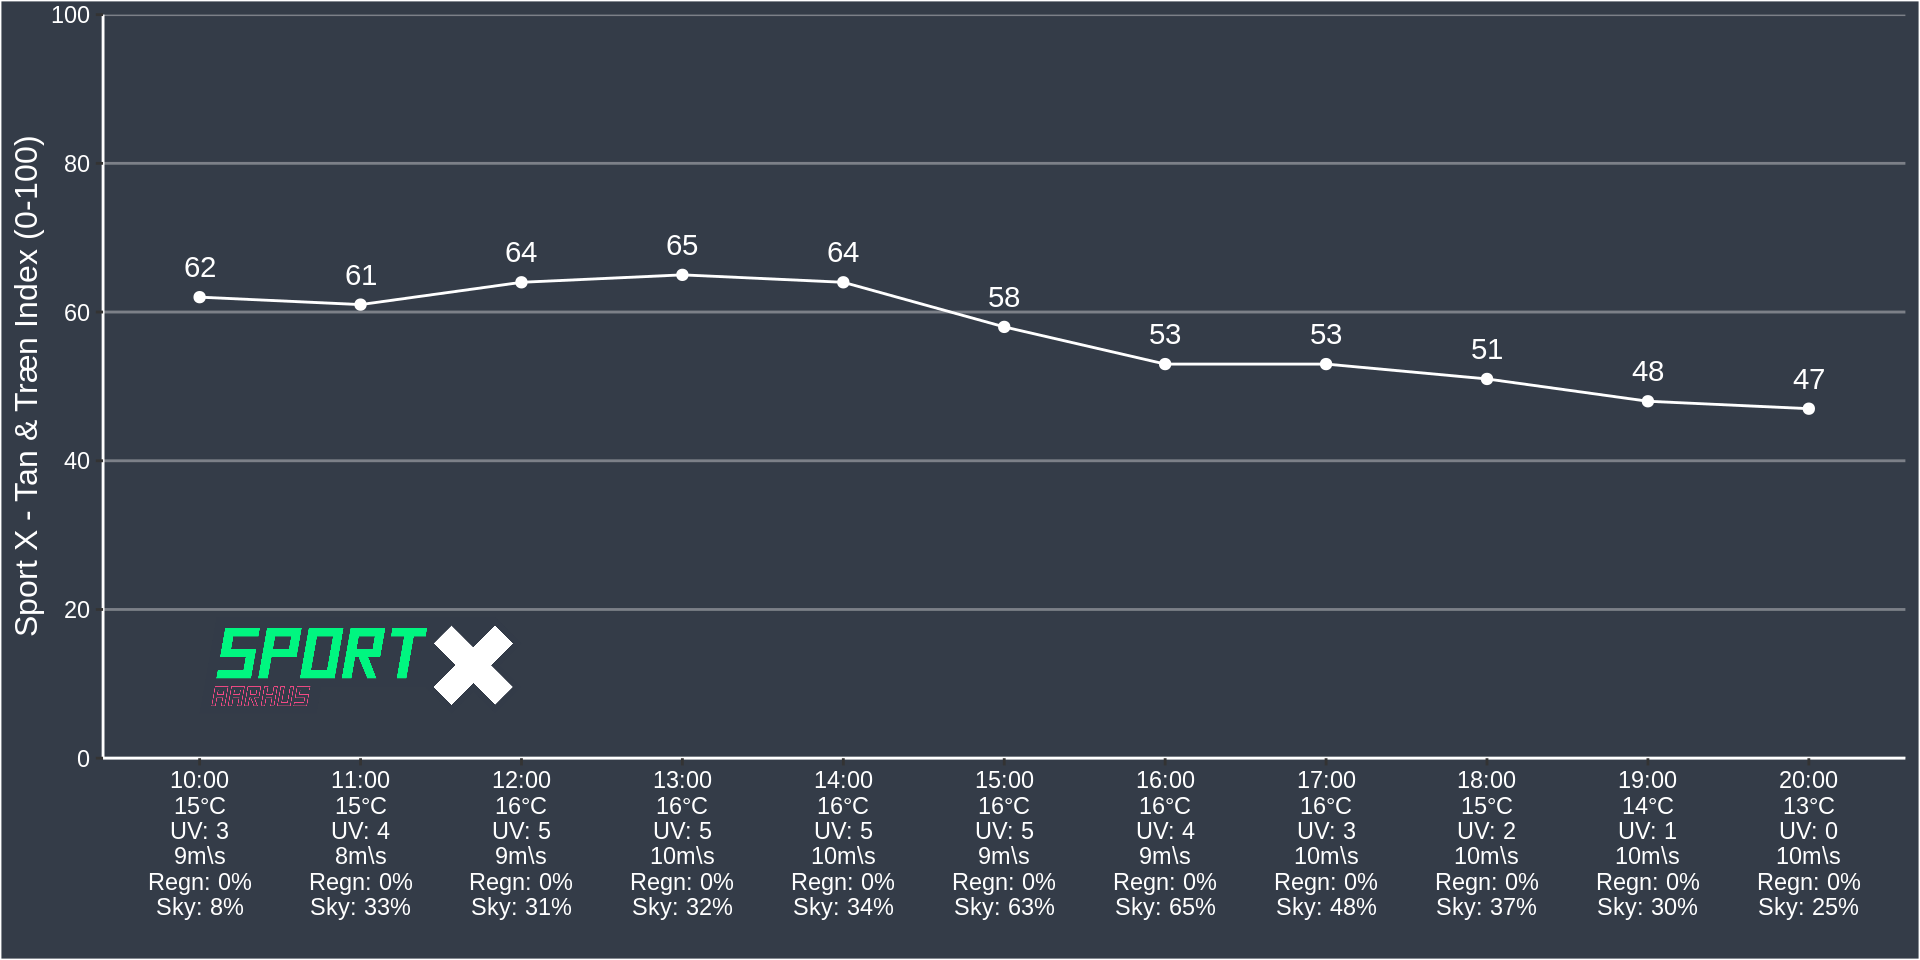 Sport X - Tan & Træn Index (0-100)
100
80
60
40
20
0
62
61
64
65
64
58
53
53
51
48
47
SPORT X
AARHUS
10:00 11:00 12:00 13:00 14:00 15:00 16:00 17:00 18:00 19:00 20:00
15°C 15°C 16°C 16°C 16°C 16°C 16°C 16°C 15°C 14°C 13°C
UV: 3 UV: 4 UV: 5 UV: 5 UV: 5 UV: 5 UV: 4 UV: 3 UV: 2 UV: 1 UV: 0
9m\s 8m\s 9m\s 10m\s 10m\s 9m\s 9m\s 10m\s 10m\s 10m\s 10m\s
Regn: 0% Regn: 0% Regn: 0% Regn: 0% Regn: 0% Regn: 0% Regn: 0% Regn: 0% Regn: 0% Regn: 0% Regn: 0%
Sky: 8% Sky: 33% Sky: 31% Sky: 32% Sky: 34% Sky: 63% Sky: 65% Sky: 48% Sky: 37% Sky: 30% Sky: 25%